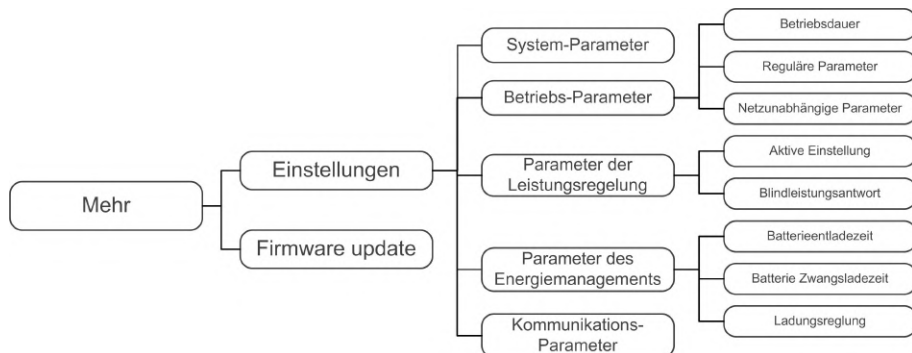 Mehr
Einstellungen
Firmware update
System-Parameter
Betriebs-Parameter
Parameter der
Leistungsregelung
Parameter des
Energiemanagements
Kommunikations-
Parameter
Betriebsdauer
Reguläre Parameter
Netzunabhängige Parameter
Aktive Einstellung
Blindleistungsantwort
Batterieentladezeit
Batterie Zwangsladezeit
Ladungsreglung